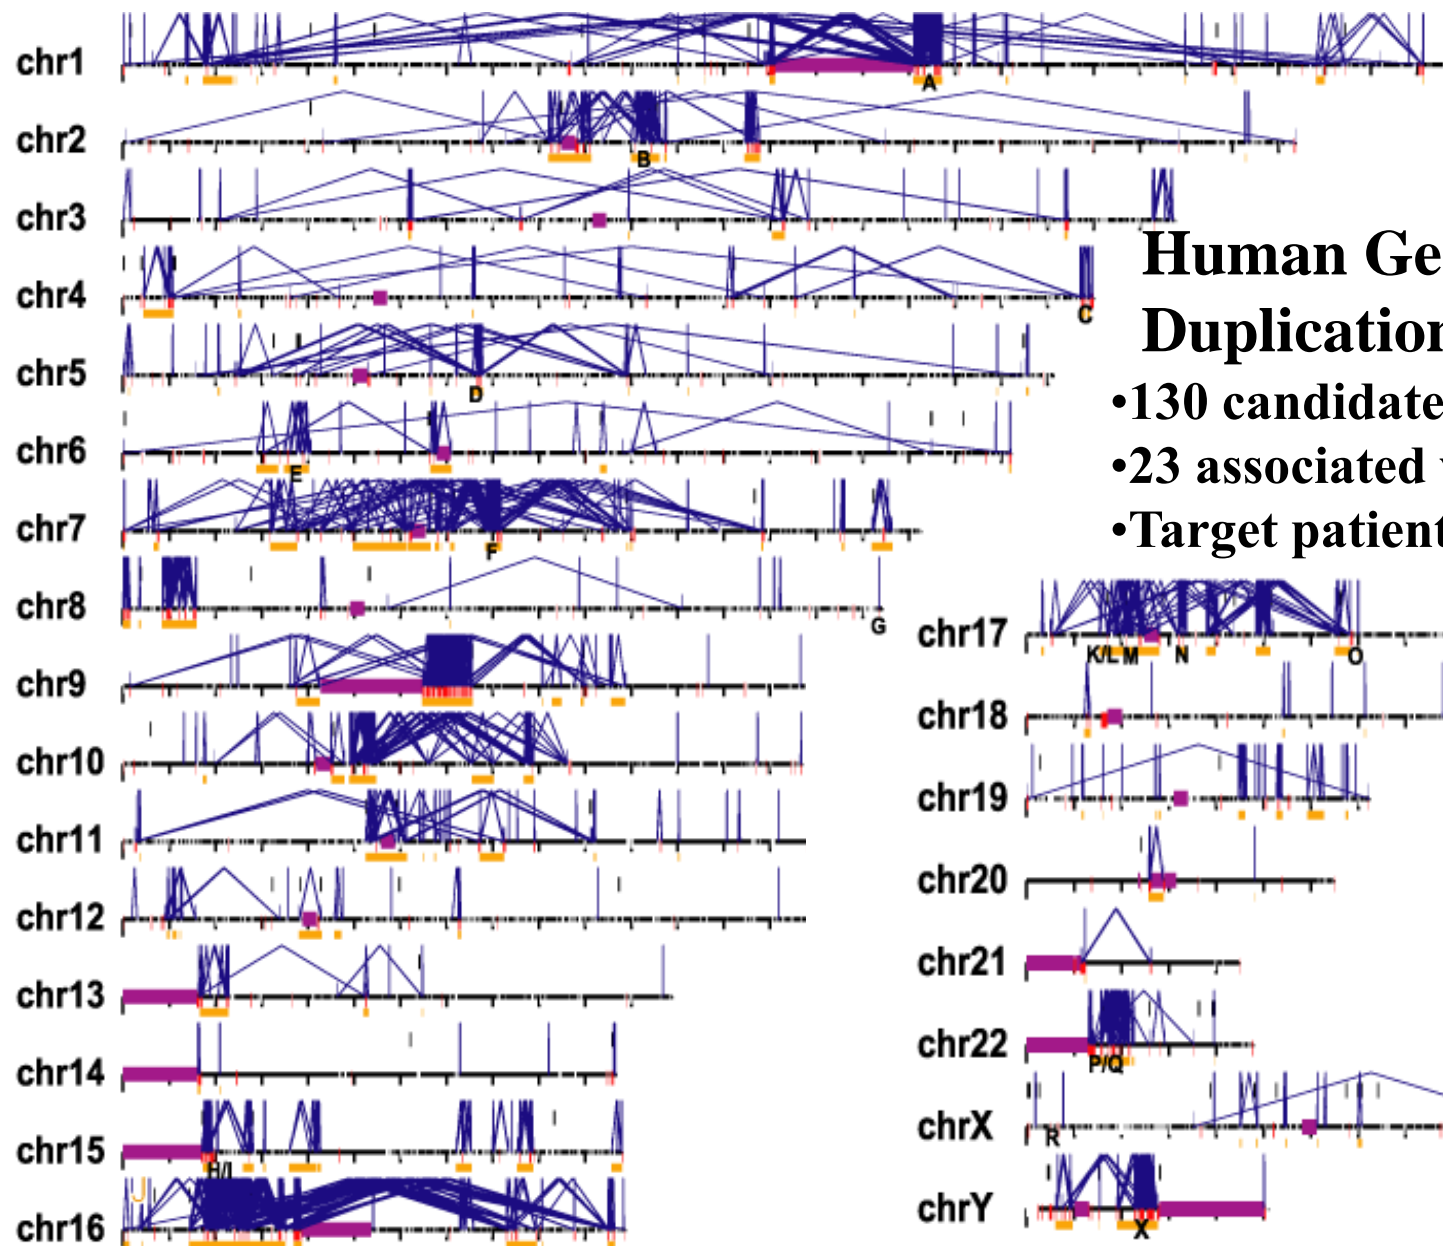 chr1
A
chr2
B
chr3
Human Ge
chr4
C
Duplication
chr5
D
•130 candidate
chr6
E
•23 associated
chr7
F
•Target patient
chr8
G
chr17
K/L M N O
chr9
chr18
chr10
chr19
chr11
chr20
chr12
chr21
chr13
chr22
P/Q
chr14
chrX
R
chr15
H/I
J
chrY
X
chr16